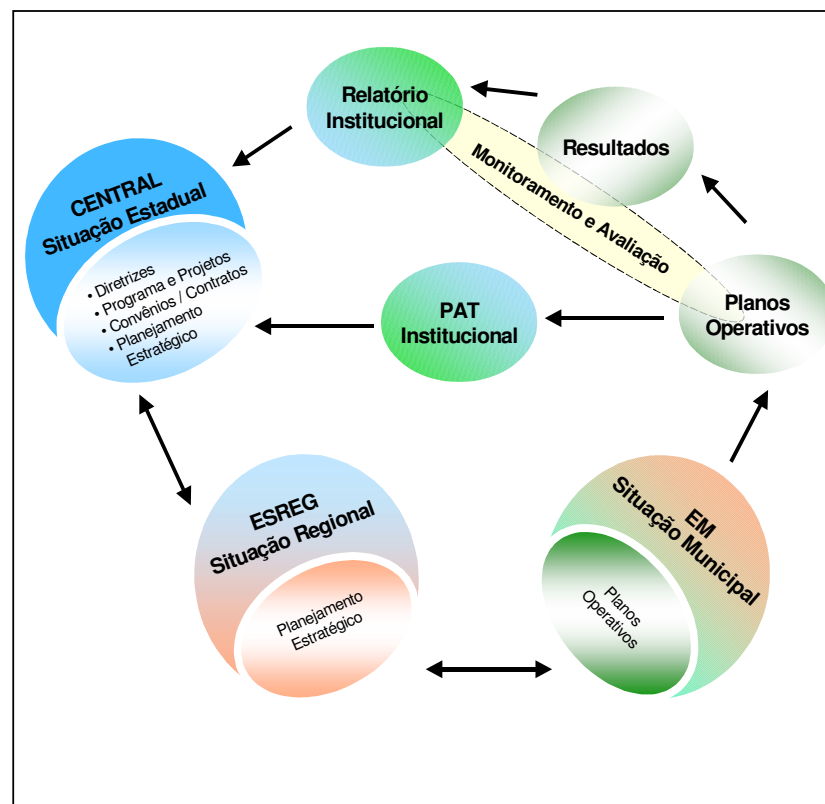 Relatório
Institucional
Resultados
Monitoramento e Avaliação
CENTRAL
Situação Estadual
• Diretrizes
• Programa e Projetos
• Convênios / Contratos
• Planejamento
Estratégico
PAT
Institucional
Planos
Operativos
ESREG
Situação Regional
Planejamento
Estratégico
EM
Situação Municipal
Planos
Operativos